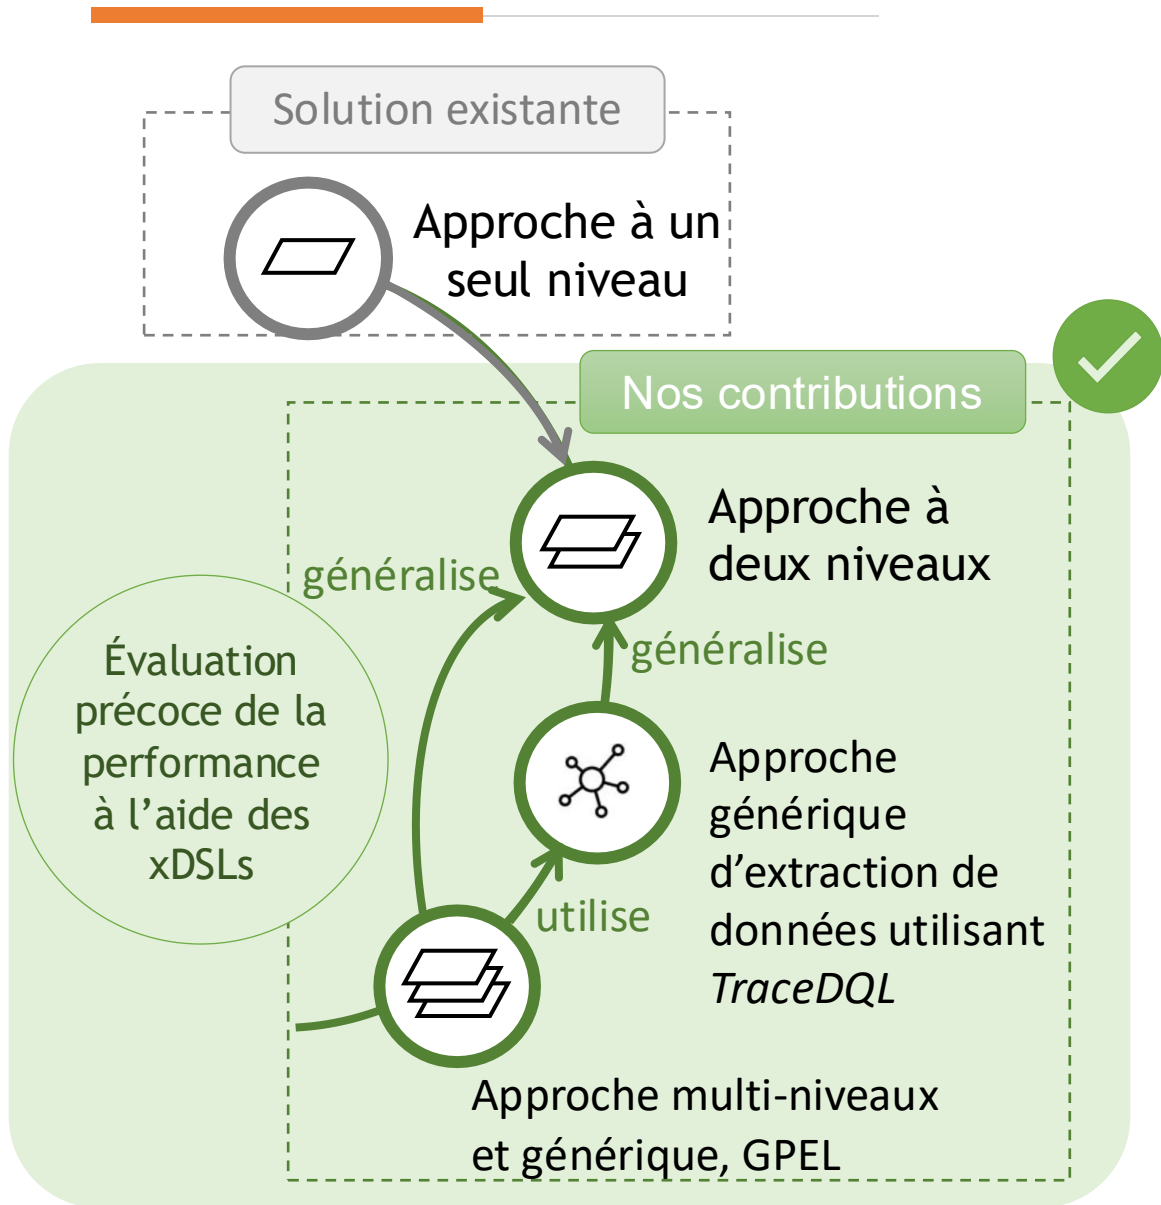 Solution existante
Approche à un
seul niveau
Nos contributions
Approche à
deux niveaux
généralise
généralise
Évaluation
précoce de la
performance
à l’aide des
xDSLs
Approche
générique
d’extraction de
données utilisant
TraceDQL
utilise
Approche multi-niveaux
et générique, GPEL